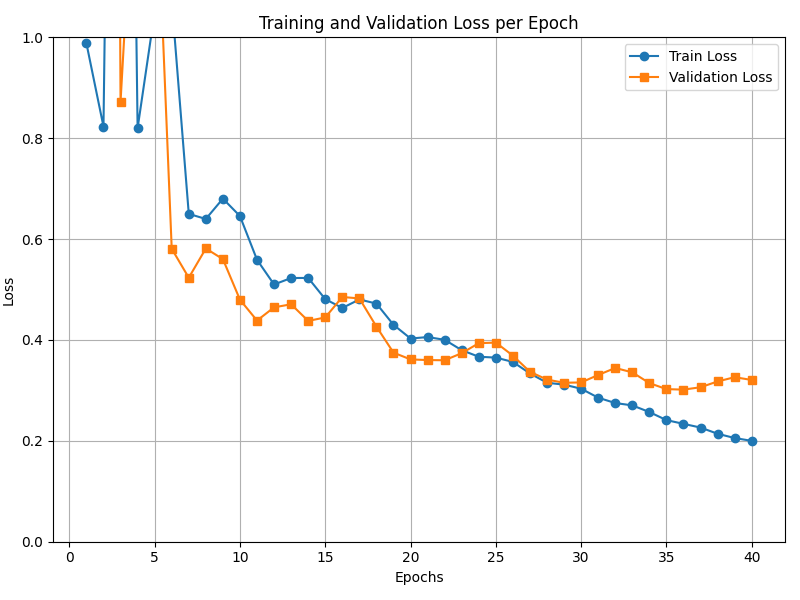 Training and Validation Loss per Epoch
Train Loss
Validation Loss
1.0
0.8
0.6
0.4
0.2
0.0
Loss
0 5 10 15 20 25 30 35 40
Epochs